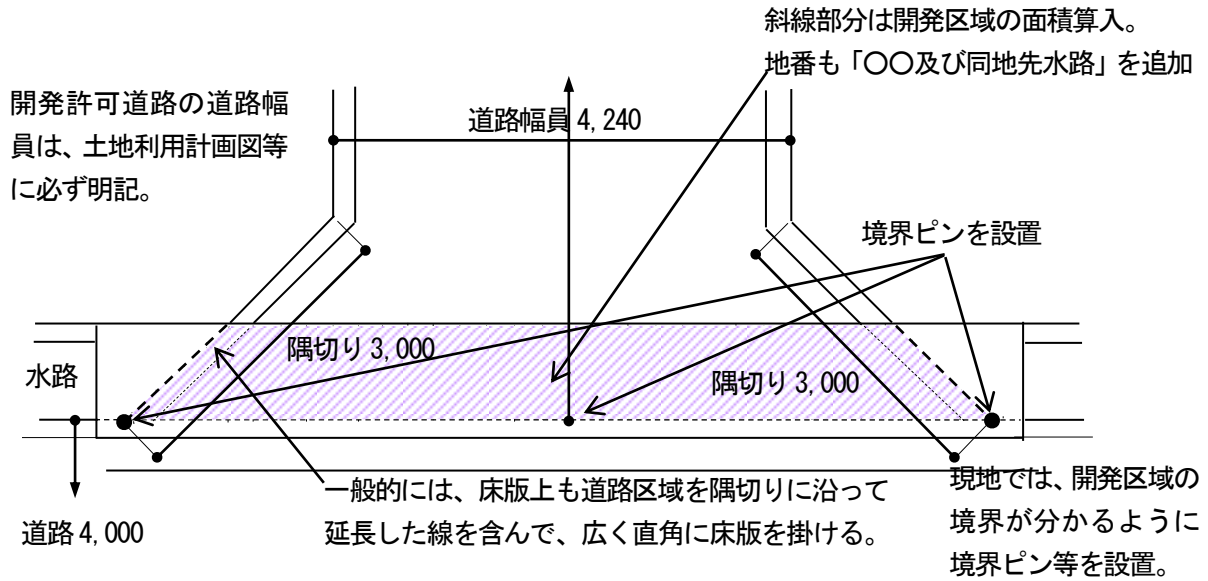 斜線部分は開発区域の面積算入。
地番も「〇〇及び同地先水路」を追加
開発許可道路の道路幅
員は、土地利用計画図等
に必ず明記。
道路幅員 4,240
境界ピンを設置
隅切り 3,000
水路
隅切り 3,000
一般的には、床版上も道路区域を隅切りに沿って
延長した線を含んで、広く直角に床版を掛ける。
道路 4,000
現地では、開発区域の
境界が分かるように
境界ピン等を設置。